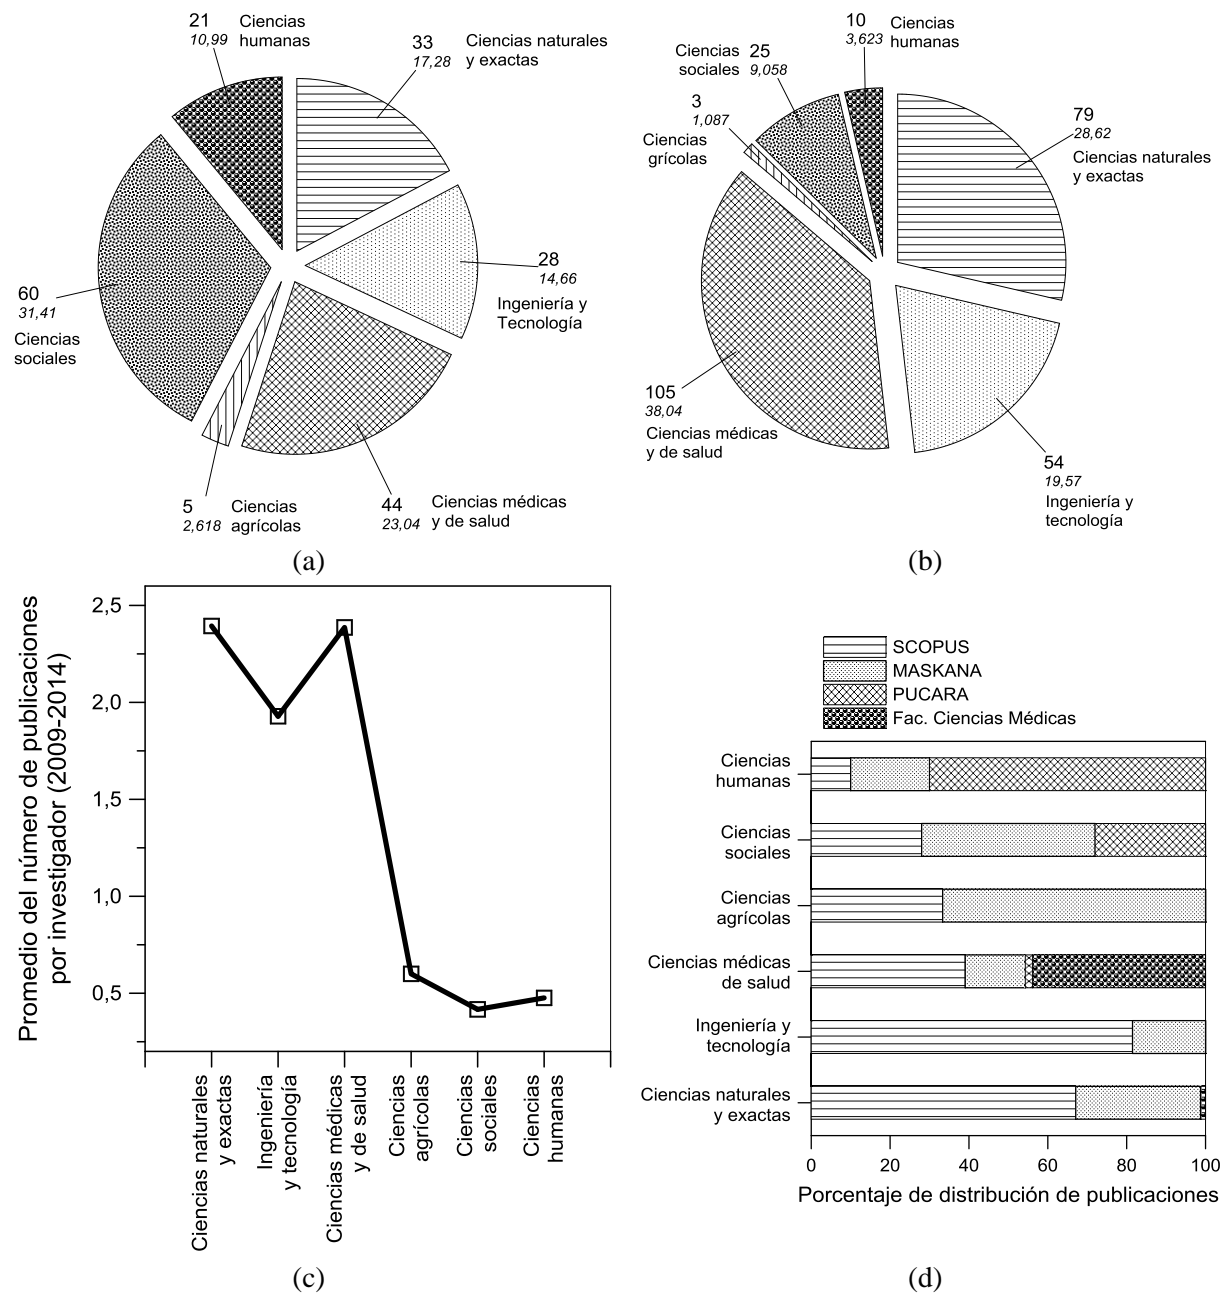 21
10,99
Ciencias
humanas
33
17,28
Ciencias naturales
y exactas
28
14,66
Ingeniería y
Tecnología
60
31,41
Ciencias
sociales
5
2,618
Ciencias
agrícolas
44
23,04
Ciencias médicas
y de salud
(a)
10
3,623
Ciencias
humanas
Ciencias
sociales
25
9,058
3
1,087
Ciencias
grícolas
79
28,62
Ciencias naturales
y exactas
105
38,04
Ciencias médicas
y de salud
54
19,57
Ingeniería y
tecnología
(b)
Promedio del número de publicaciones
por investigador (2009-2014)
2,5
2,0
1,5
1,0
0,5
Ciencias naturales
y exactas
Ingeniería
y tecnología
Ciencias médicas
y de salud
Ciencias
agrícolas
Ciencias
sociales
Ciencias
humanas
(c)
SCOPUS
MASKANA
PUCARA
Fac. Ciencias Médicas
Ciencias
humanas
Ciencias
sociales
Ciencias
agrícolas
Ciencias médicas
de salud
Ingeniería y
tecnología
Ciencias naturales
y exactas
0 20 40 60 80 100
Porcentaje de distribución de publicaciones
(d)